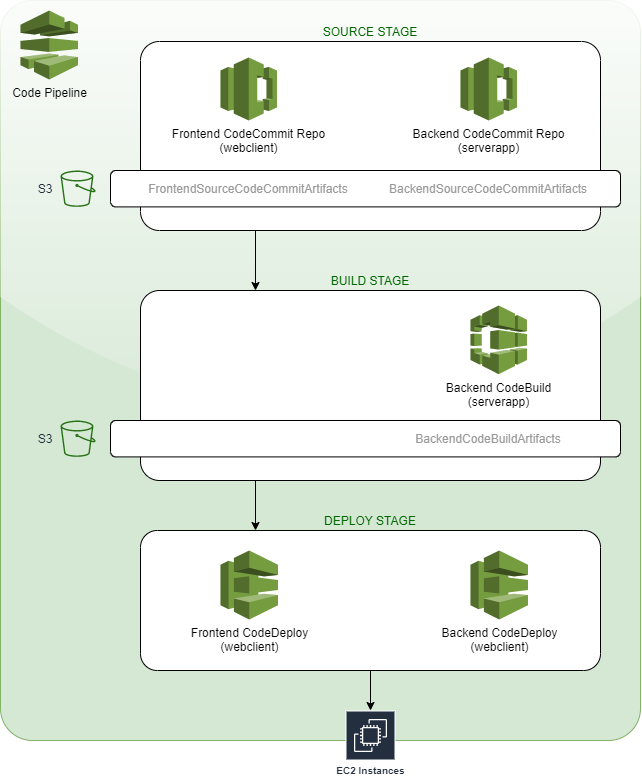 SOURCE STAGE
Code Pipeline
Frontend CodeCommit Repo
(webclient)
Backend CodeCommit Repo
(serverapp)
S3
FrontendSourceCodeCommitArtifacts
BackendSourceCodeCommitArtifacts
BUILD STAGE
Backend CodeBuild
(serverapp)
S3
BackendCodeBuildArtifacts
DEPLOY STAGE
Frontend CodeDeploy
(webclient)
Backend CodeDeploy
(webclient)
EC2 Instances